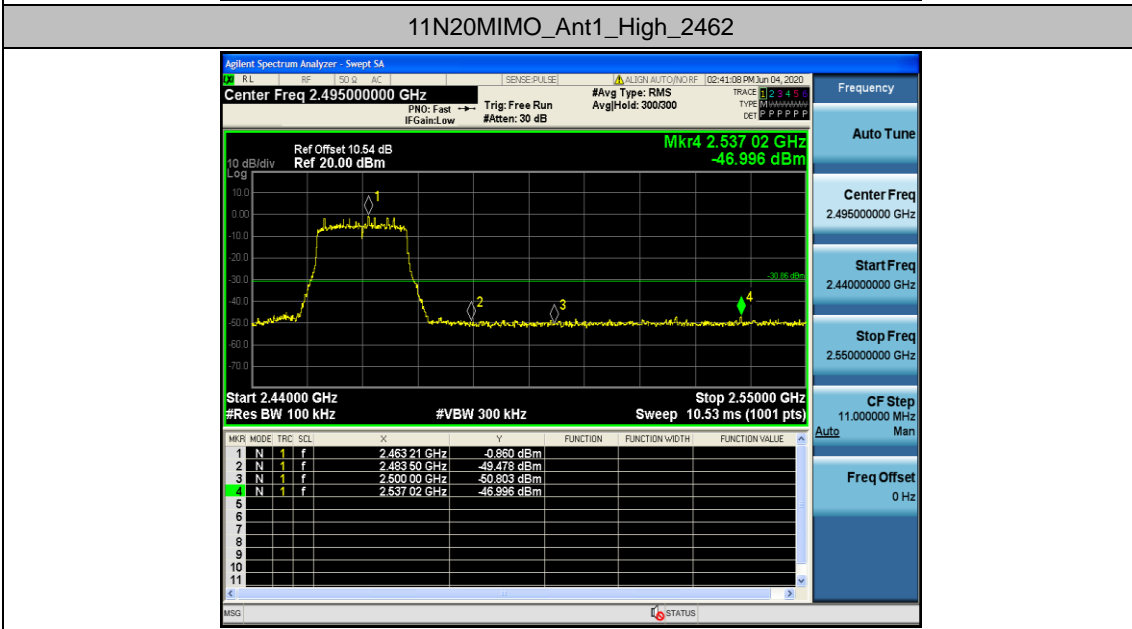 11N20MIMO_Ant1_High_2462
Agilent Spectrum Analyzer - Swept SA
LXI RL RF 50 Ω AC SENSE:PULSE ALIGN AUTO/NO RF 02:41:08 PM Jun 04, 2020
Center Freq 2.495000000 GHz
PNO: Fast
IFGain:Low
Trig: Free Run
#Atten: 30 dB
#Avg Type: RMS
Avg|Hold: 300/300
TRACE 1 2 3 4 5 6
TYPE M WWWWW
DET P P P P P P
Frequency
Mkr4 2.537 02 GHz
-46.996 dBm
Ref Offset 10.54 dB
10 dB/div Ref 20.00 dBm
Log
10.0
0.00
-10.0
-20.0
-30.0
-40.0
-50.0
-60.0
-70.0
1
2
3
4
-30.86 dBm
Start 2.44000 GHz Stop 2.55000 GHz
#Res BW 100 kHz #VBW 300 kHz Sweep 10.53 ms (1001 pts)
MKR MODE TRC SCL X Y FUNCTION FUNCTION WIDTH FUNCTION VALUE
1 N 1 f 2.463 21 GHz -0.860 dBm
2 N 1 f 2.483 50 GHz -49.478 dBm
3 N 1 f 2.500 00 GHz -50.803 dBm
4 N 1 f 2.537 02 GHz -46.996 dBm
5
6
7
8
9
10
11
Auto Tune
Center Freq
2.495000000 GHz
Start Freq
2.440000000 GHz
Stop Freq
2.550000000 GHz
CF Step
11.000000 MHz
Auto Man
Freq Offset
0 Hz
MSG STATUS